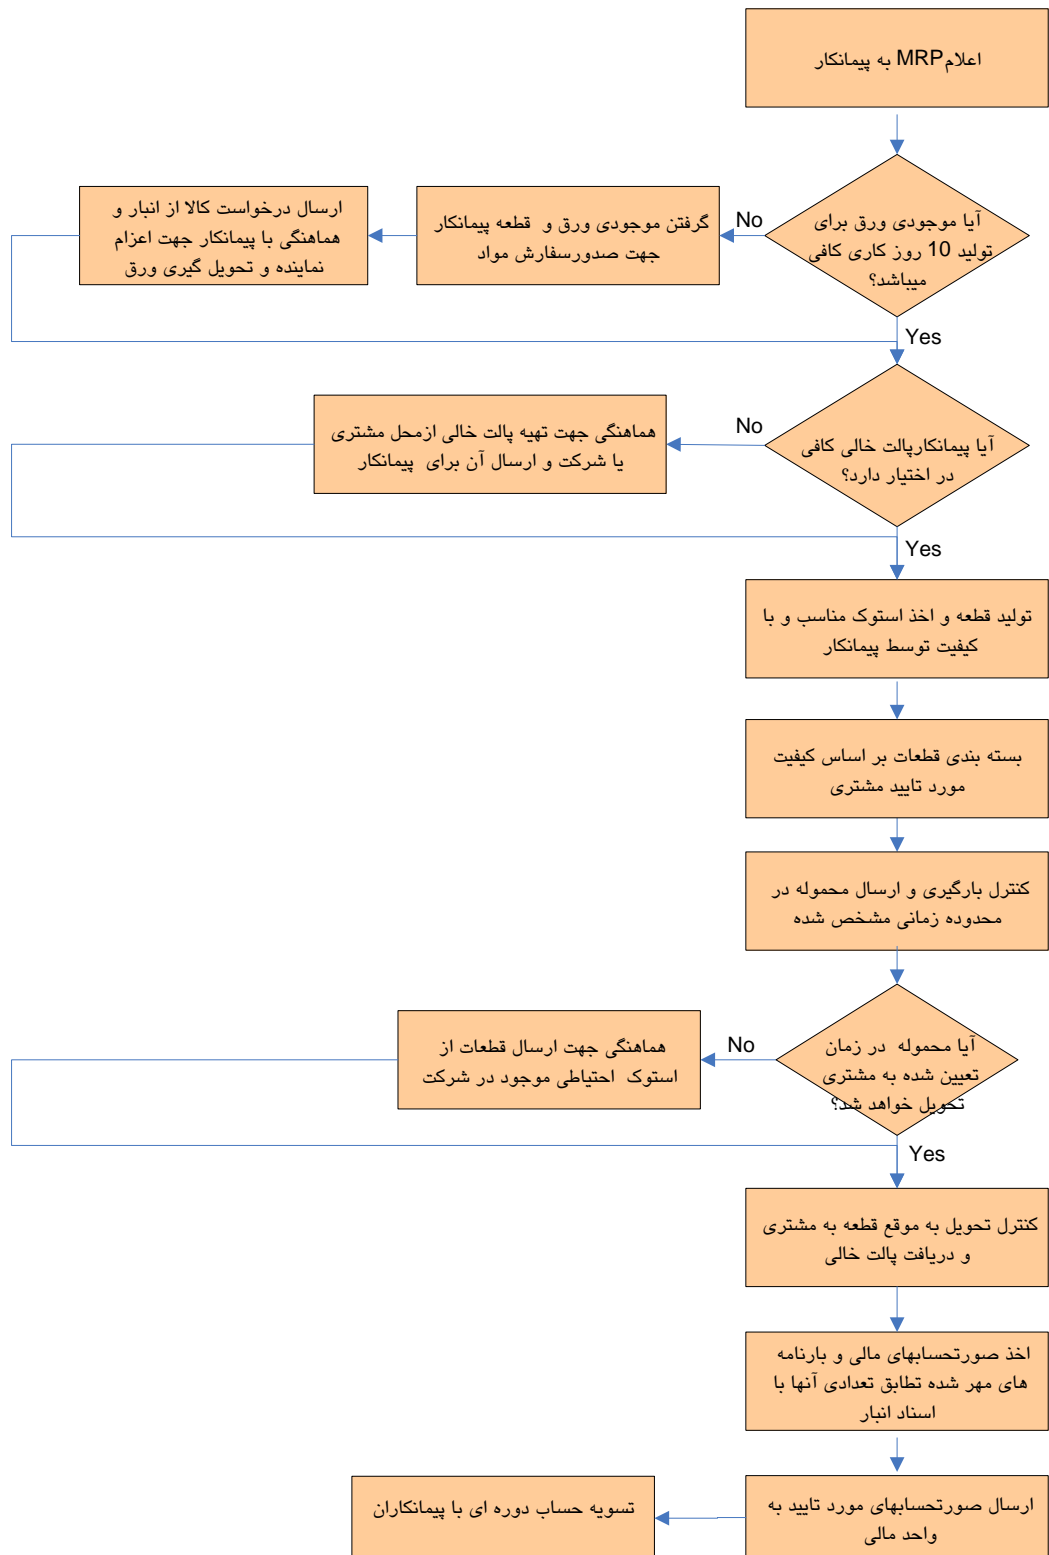 اعلام MRP به پیمانکار
آیا موجودی ورق برای
تولید 10 روز کاری کافی
میباشد؟
No
گرفتن موجودی ورق و قطعه پیمانکار
جهت صدورسفارش مواد
ارسال درخواست کالا از انبار و
هماهنگی با پیمانکار جهت اعزام
نماینده و تحویل گیری ورق
Yes
آیا پیمانکارپالت خالی کافی
در اختیار دارد؟
No
هماهنگی جهت تهیه پالت خالی ازمحل مشتری
یا شرکت و ارسال آن برای پیمانکار
Yes
تولید قطعه و اخذ استوک مناسب و با
کیفیت توسط پیمانکار
بسته بندی قطعات بر اساس کیفیت
مورد تایید مشتری
کنترل بارگیری و ارسال محموله در
محدوده زمانی مشخص شده
آیا محموله در زمان
تعیین شده به مشتری
تحویل خواهد شد؟
No
هماهنگی جهت ارسال قطعات از
استوک احتیاطی موجود در شرکت
Yes
کنترل تحویل به موقع قطعه به مشتری
و دریافت پالت خالی
اخذ صورتحسابهای مالی و بارنامه
های مهر شده تطابق تعدادی آنها با
اسناد انبار
ارسال صورتحسابهای مورد تایید به
واحد مالی
تسویه حساب دوره ای با پیمانکاران